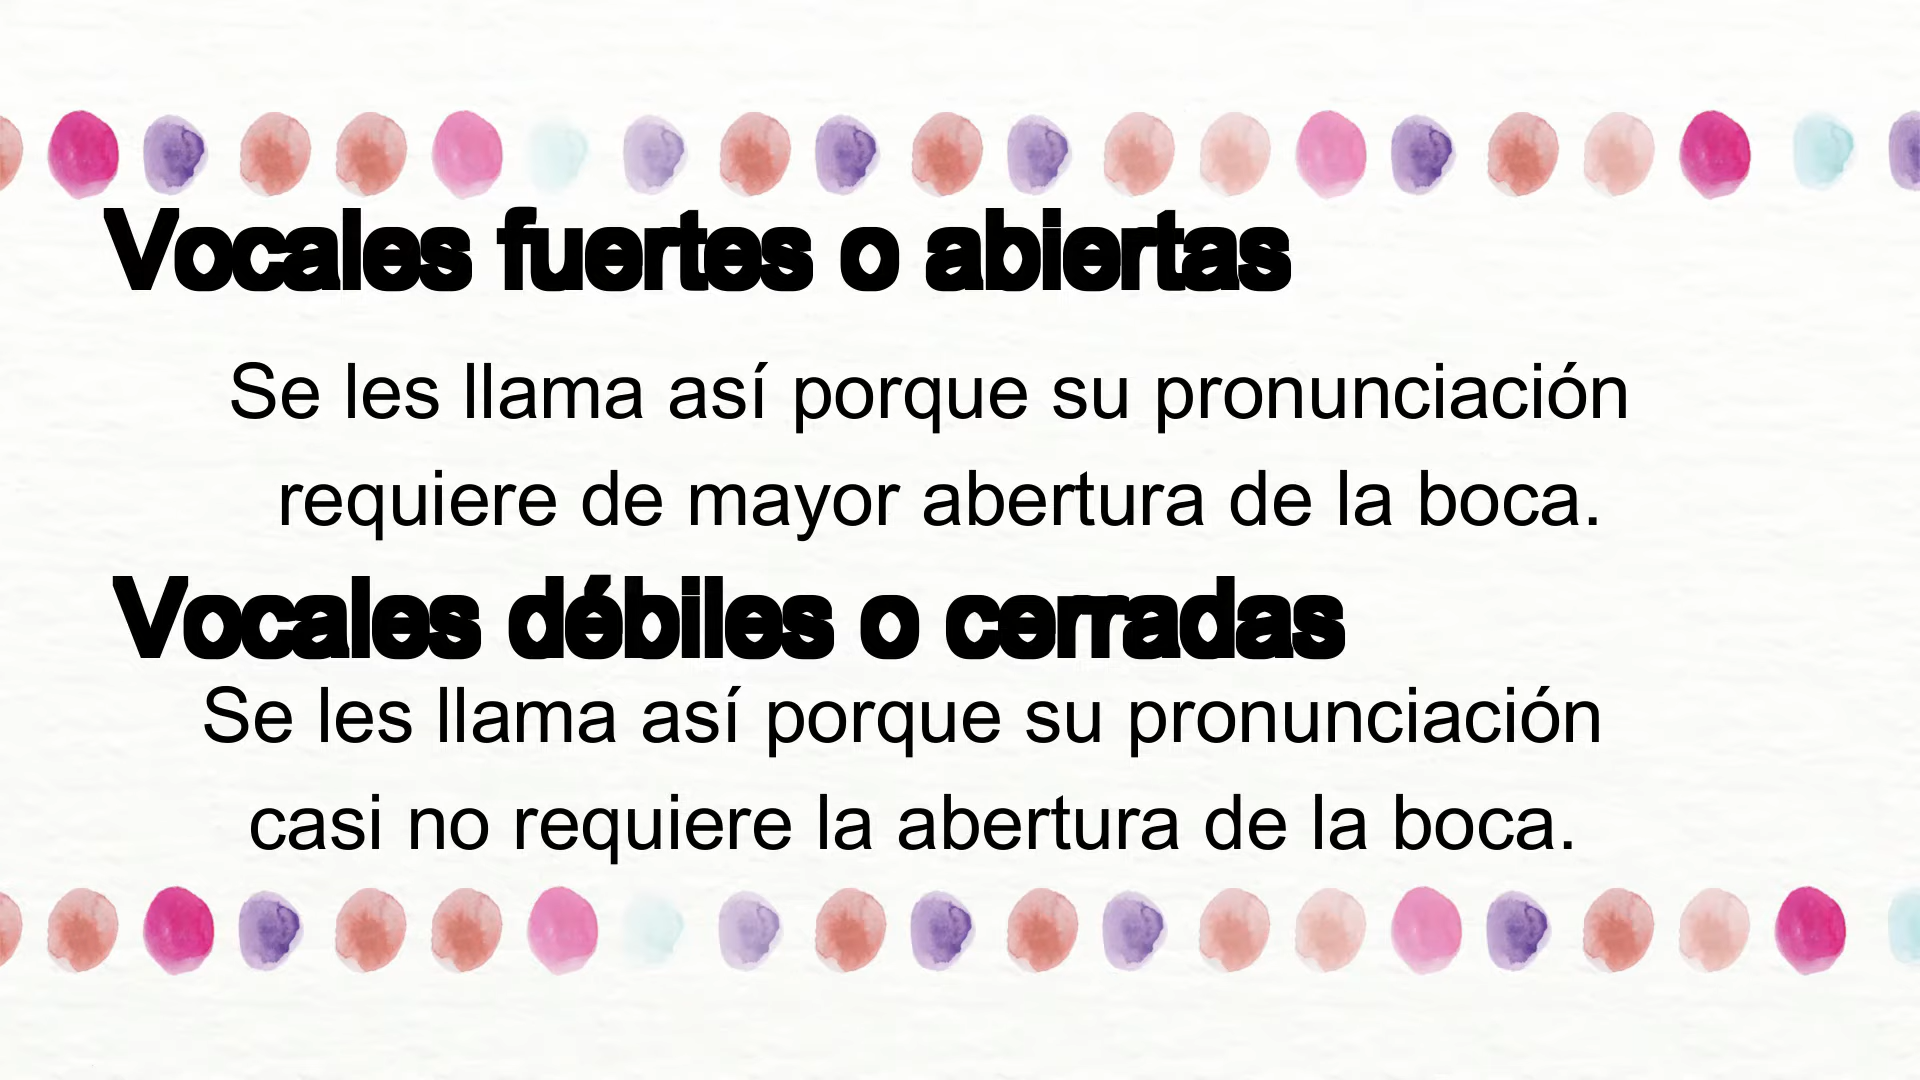 Vocales fuertes o abiertas
Se les llama así porque su pronunciación
requiere de mayor abertura de la boca.
Vocales débiles o cerradas
Se les llama así porque su pronunciación
casi no requiere la abertura de la boca.